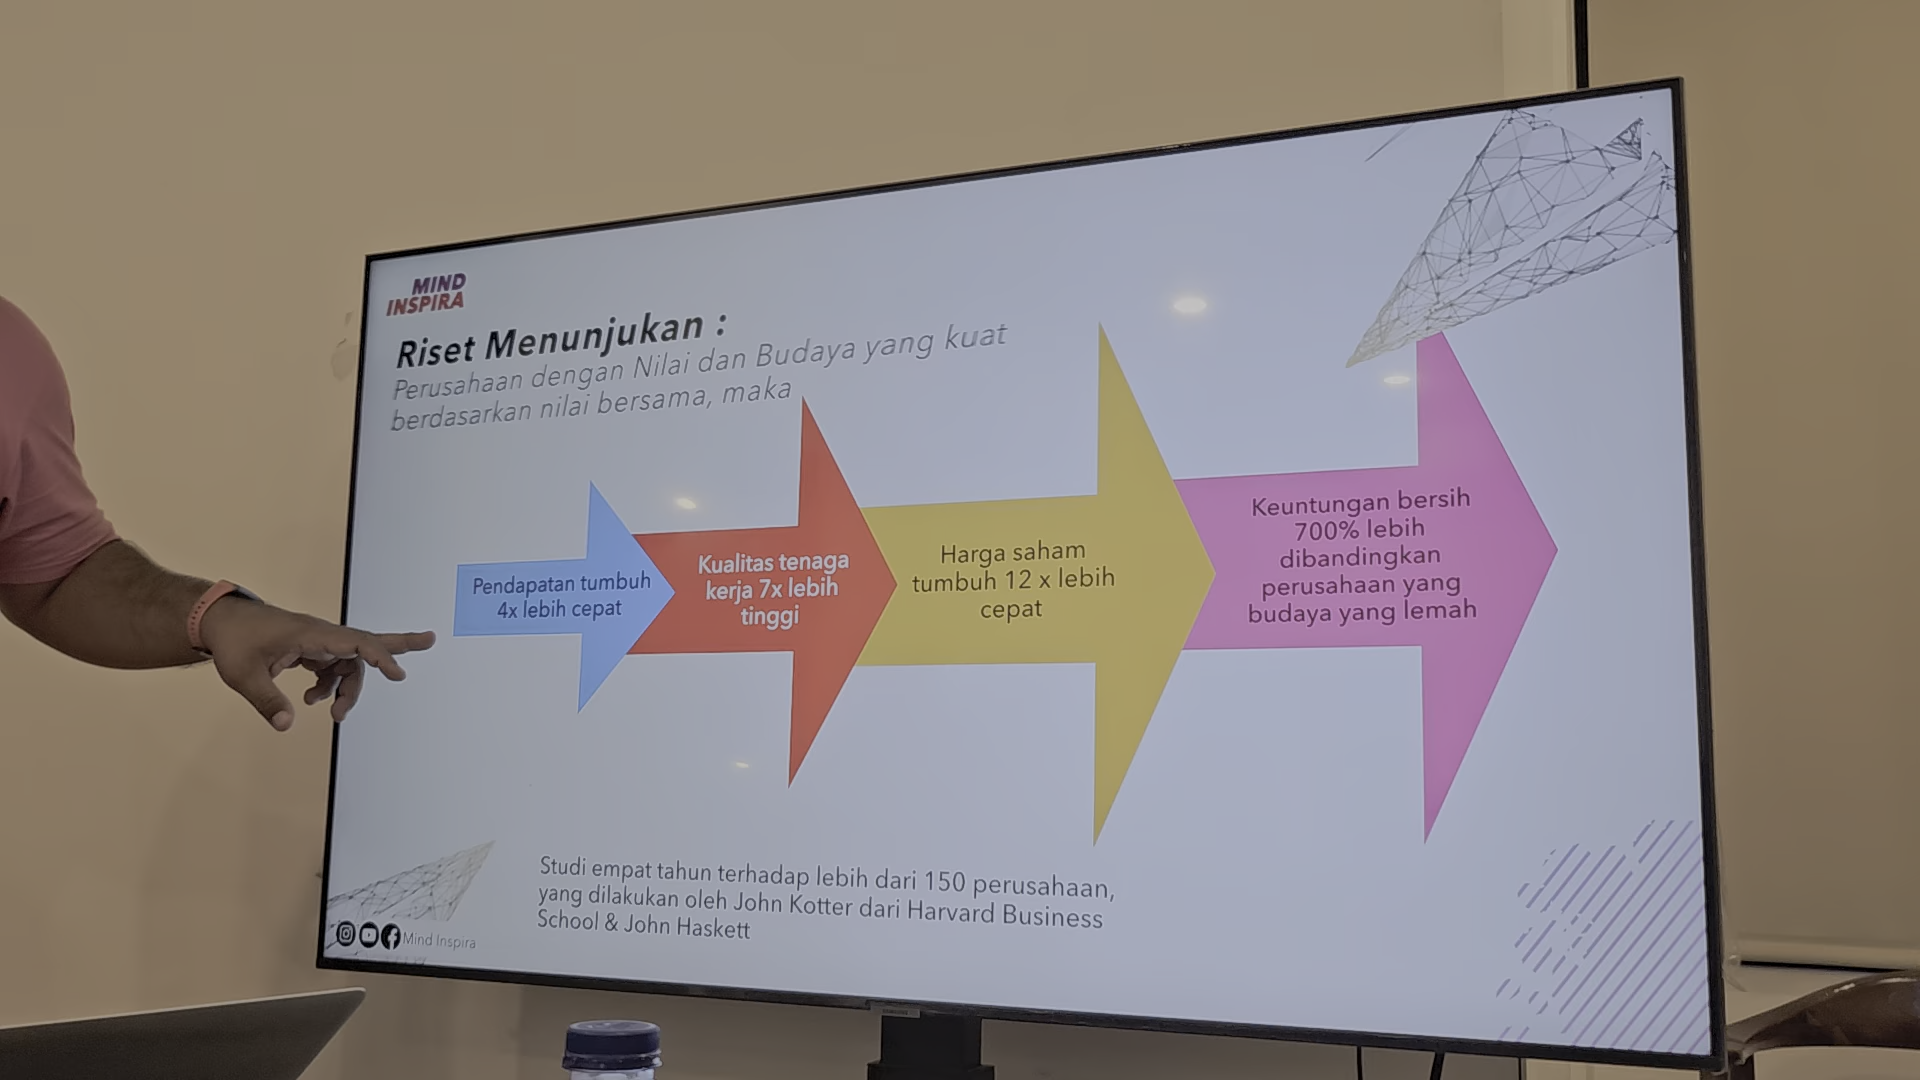 MIND
INSPIRA
Riset Menunjukan :
Perusahaan dengan Nilai dan Budaya yang kuat
berdasarkan nilai bersama, maka
Pendapatan tumbuh
4x lebih cepat
Kualitas tenaga
kerja 7x lebih
tinggi
Harga saham
tumbuh 12 x lebih
cepat
Keuntungan bersih
700% lebih
dibandingkan
perusahaan yang
budaya yang lemah
Studi empat tahun terhadap lebih dari 150 perusahaan,
yang dilakukan oleh John Kotter dari Harvard Business
School & John Haskett
Mind Inspira
SAMSUNG